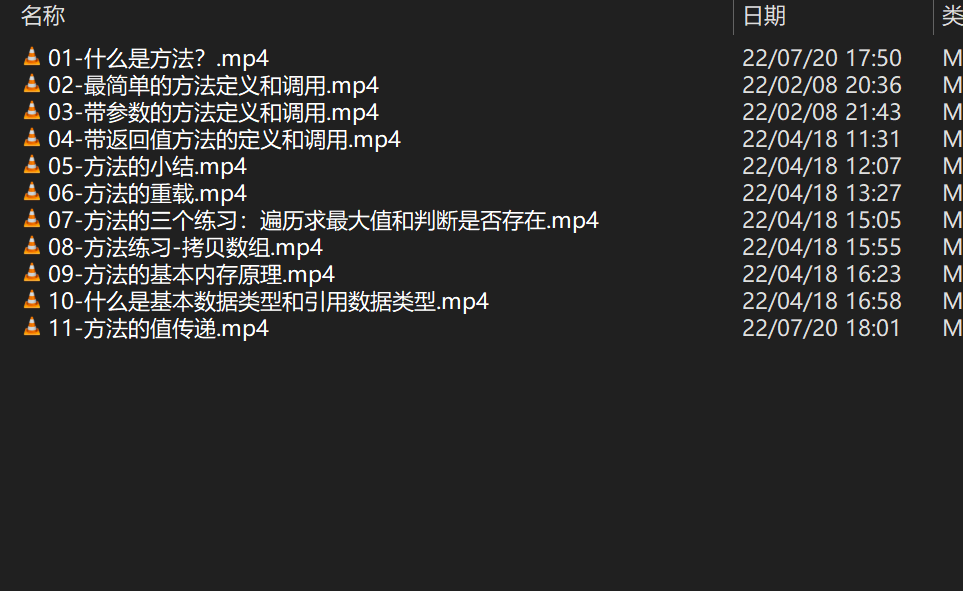 名称 日期 类
01-什么是方法？.mp4 22/07/20 17:50 M
02-最简单的方法定义和调用.mp4 22/02/08 20:36 M
03-带参数的方法定义和调用.mp4 22/02/08 21:43 M
04-带返回值方法的定义和调用.mp4 22/04/18 11:31 M
05-方法的小结.mp4 22/04/18 12:07 M
06-方法的重载.mp4 22/04/18 13:27 M
07-方法的三个练习：遍历求最大值和判断是否存在.mp4 22/04/18 15:05 M
08-方法练习-拷贝数组.mp4 22/04/18 15:55 M
09-方法的基本内存原理.mp4 22/04/18 16:23 M
10-什么是基本数据类型和引用数据类型.mp4 22/04/18 16:58 M
11-方法的值传递.mp4 22/07/20 18:01 M